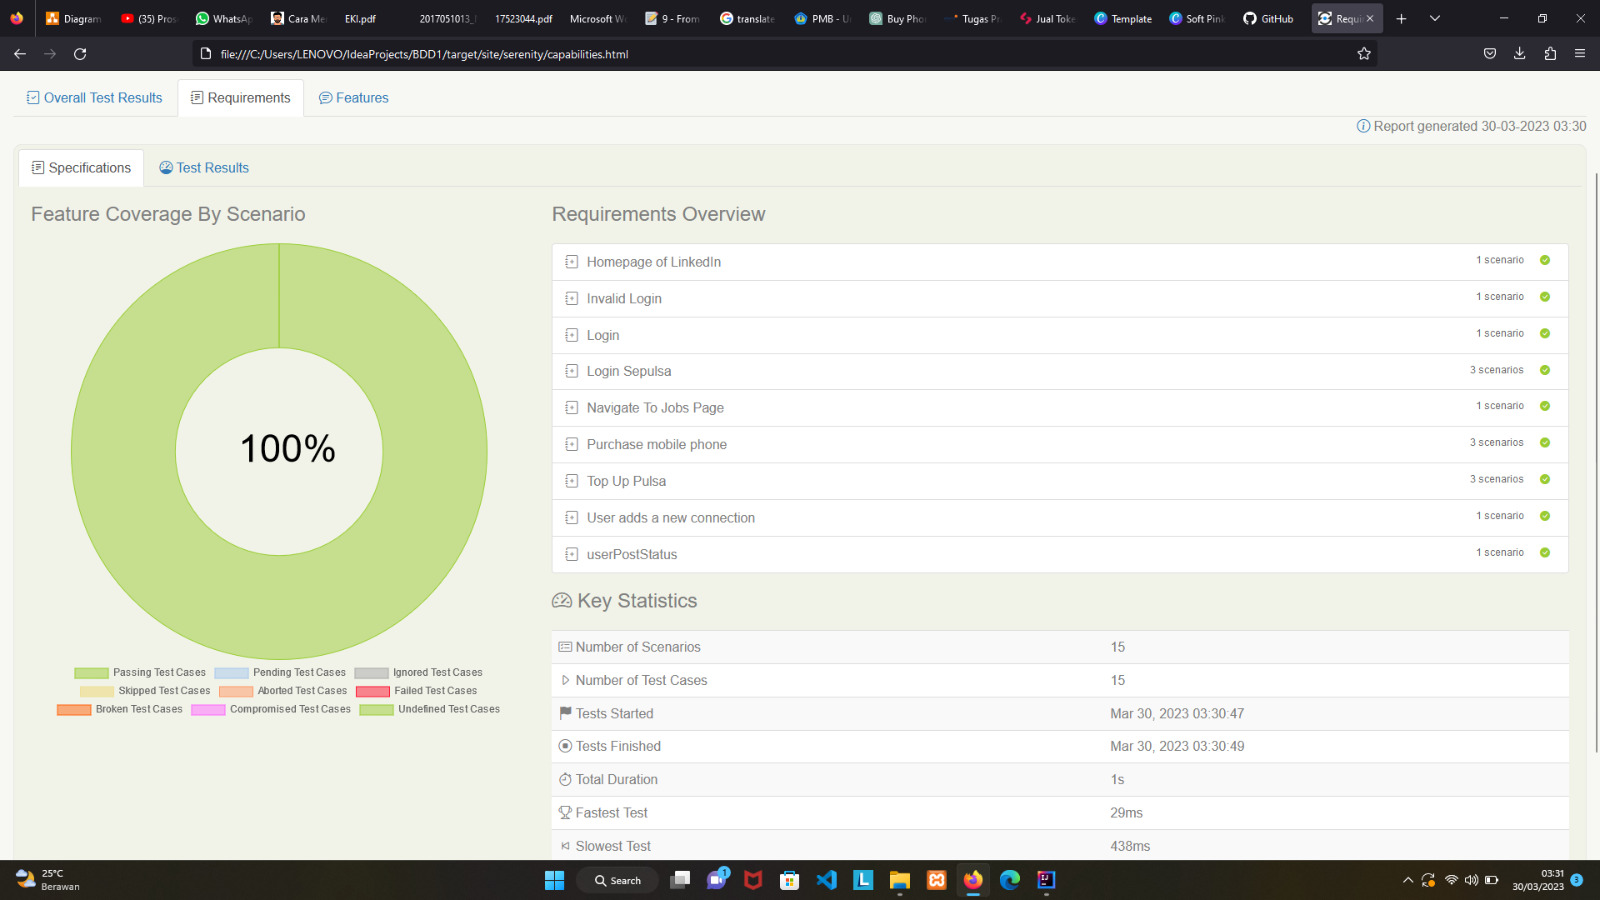 Diagram
(35) Pros
WhatsAp
Cara Me
EKI.pdf
2017051013_
17523044.pdf
Microsoft W
9 - From
translate
PMB - U
Buy Pho
Tugas Pr
Jual Toke
Template
Soft Pink
GitHub
Requi
file:///C:/Users/LENOVO/IdeaProjects/BDD1/target/site/serenity/capabilities.html
Overall Test Results
Requirements
Features
Report generated 30-03-2023 03:30
Specifications
Test Results
Feature Coverage By Scenario
100%
Passing Test Cases
Pending Test Cases
Ignored Test Cases
Skipped Test Cases
Aborted Test Cases
Failed Test Cases
Broken Test Cases
Compromised Test Cases
Undefined Test Cases
Requirements Overview
Homepage of LinkedIn 1 scenario
Invalid Login 1 scenario
Login 1 scenario
Login Sepulsa 3 scenarios
Navigate To Jobs Page 1 scenario
Purchase mobile phone 3 scenarios
Top Up Pulsa 3 scenarios
User adds a new connection 1 scenario
userPostStatus 1 scenario
Key Statistics
Number of Scenarios 15
Number of Test Cases 15
Tests Started Mar 30, 2023 03:30:47
Tests Finished Mar 30, 2023 03:30:49
Total Duration 1s
Fastest Test 29ms
Slowest Test 438ms
25°C
Berawan
Search
1
L
03:31
30/03/2023
3